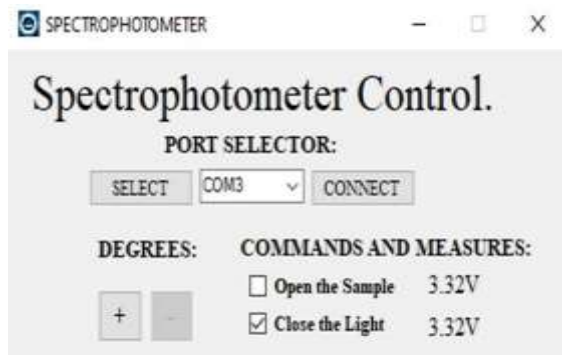 SPECTROPHOTOMETER
Spectrophotometer Control.
PORT SELECTOR:
SELECT COM3 CONNECT
DEGREES: COMMANDS AND MEASURES:
Open the Sample 3.32V
+ - Close the Light 3.32V